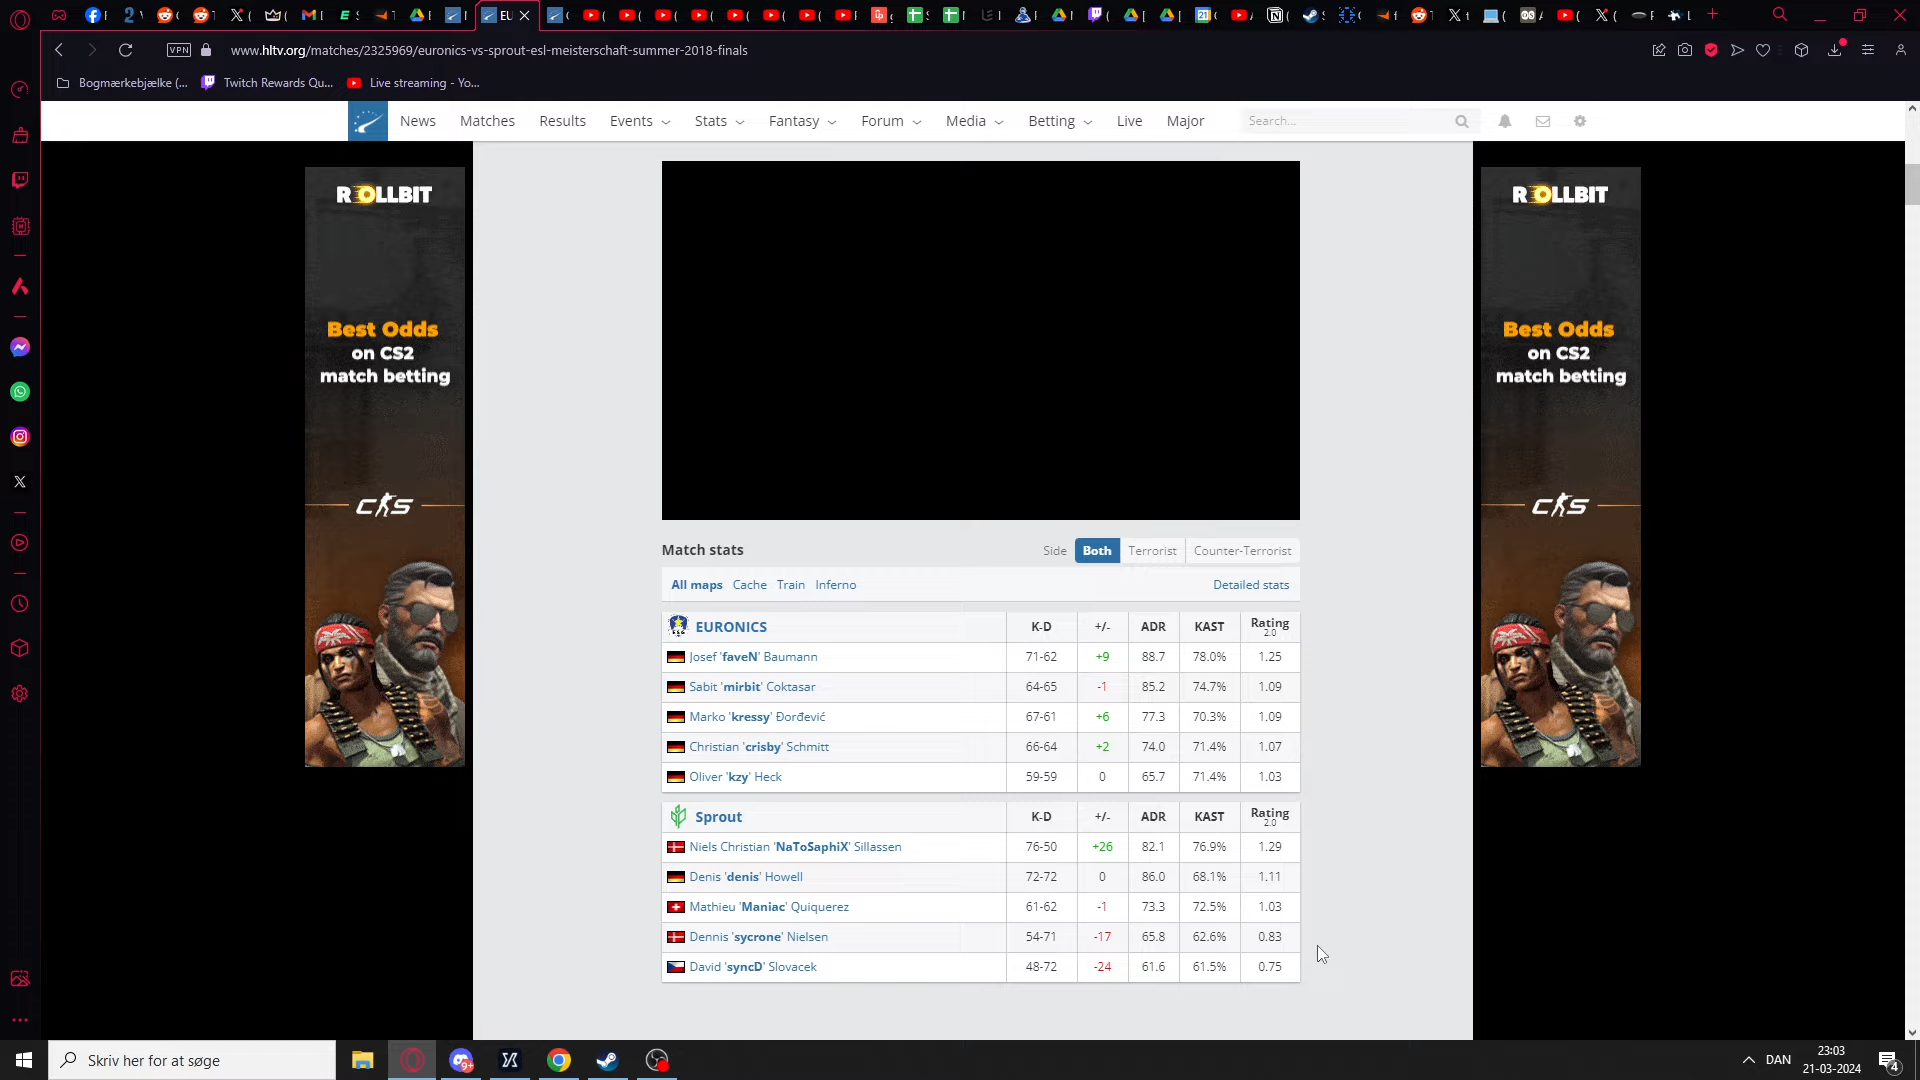 www.hltv.org/matches/2325969/euronics-vs-sprout-esl-meisterschaft-summer-2018-finals
VPN
Bogmærkebjælke (...
Twitch Rewards Qu...
Live streaming - Yo...
News
Matches
Results
Events
Stats
Fantasy
Forum
Media
Betting
Live
Major
Search...
ROLLBIT
Best Odds
on CS2
match betting
CS
ROLLBIT
Best Odds
on CS2
match betting
CS
Match stats
Side Both Terrorist Counter-Terrorist
All maps Cache Train Inferno Detailed stats
EURONICS K-D +/- ADR KAST Rating 2.0
Josef 'faveN' Baumann 71-62 +9 88.7 78.0% 1.25
Sabit 'mirbit' Coktasar 64-65 -1 85.2 74.7% 1.09
Marko 'kressy' Đorđević 67-61 +6 77.3 70.3% 1.09
Christian 'crisby' Schmitt 66-64 +2 74.0 71.4% 1.07
Oliver 'kzy' Heck 59-59 0 65.7 71.4% 1.03
Sprout K-D +/- ADR KAST Rating 2.0
Niels Christian 'NaToSaphiX' Sillassen 76-50 +26 82.1 76.9% 1.29
Denis 'denis' Howell 72-72 0 86.0 68.1% 1.11
Mathieu 'Maniac' Quiquerez 61-62 -1 73.3 72.5% 1.03
Dennis 'sycrone' Nielsen 54-71 -17 65.8 62.6% 0.83
David 'syncD' Slovacek 48-72 -24 61.6 61.5% 0.75
Skriv her for at søge
9+
DAN
23:03
21-03-2024
4